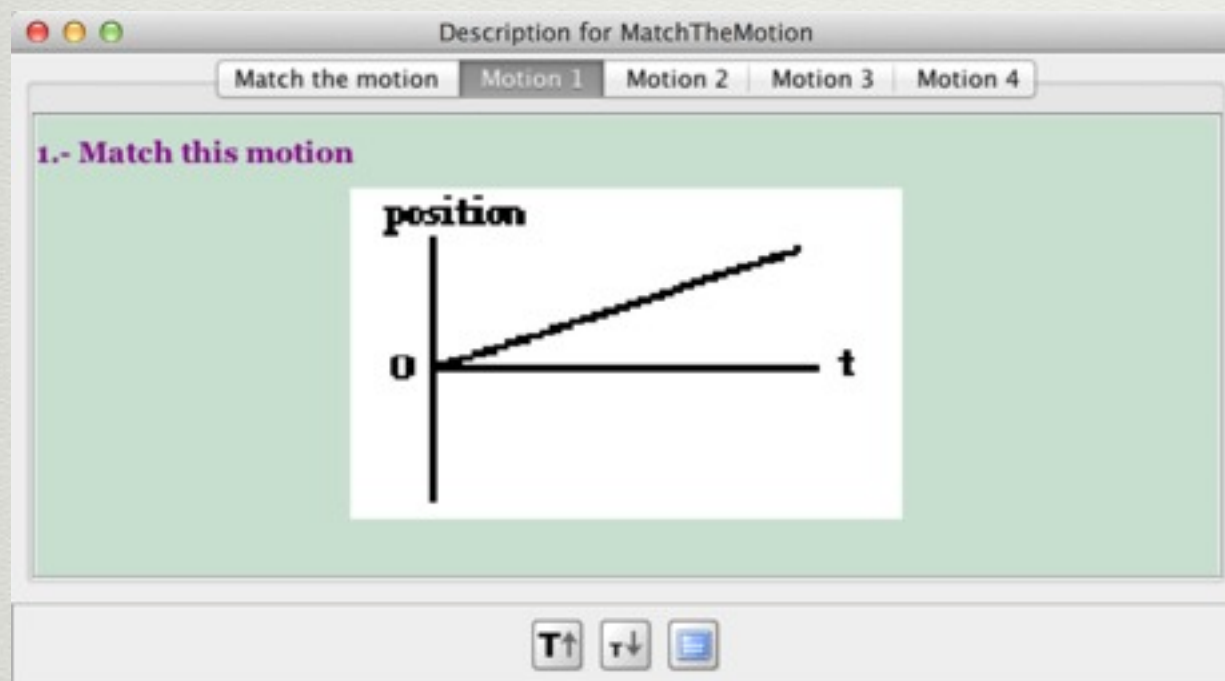 Description for MatchTheMotion
Match the motion Motion 1 Motion 2 Motion 3 Motion 4
1.- Match this motion
position
0 t
T↑ T↓